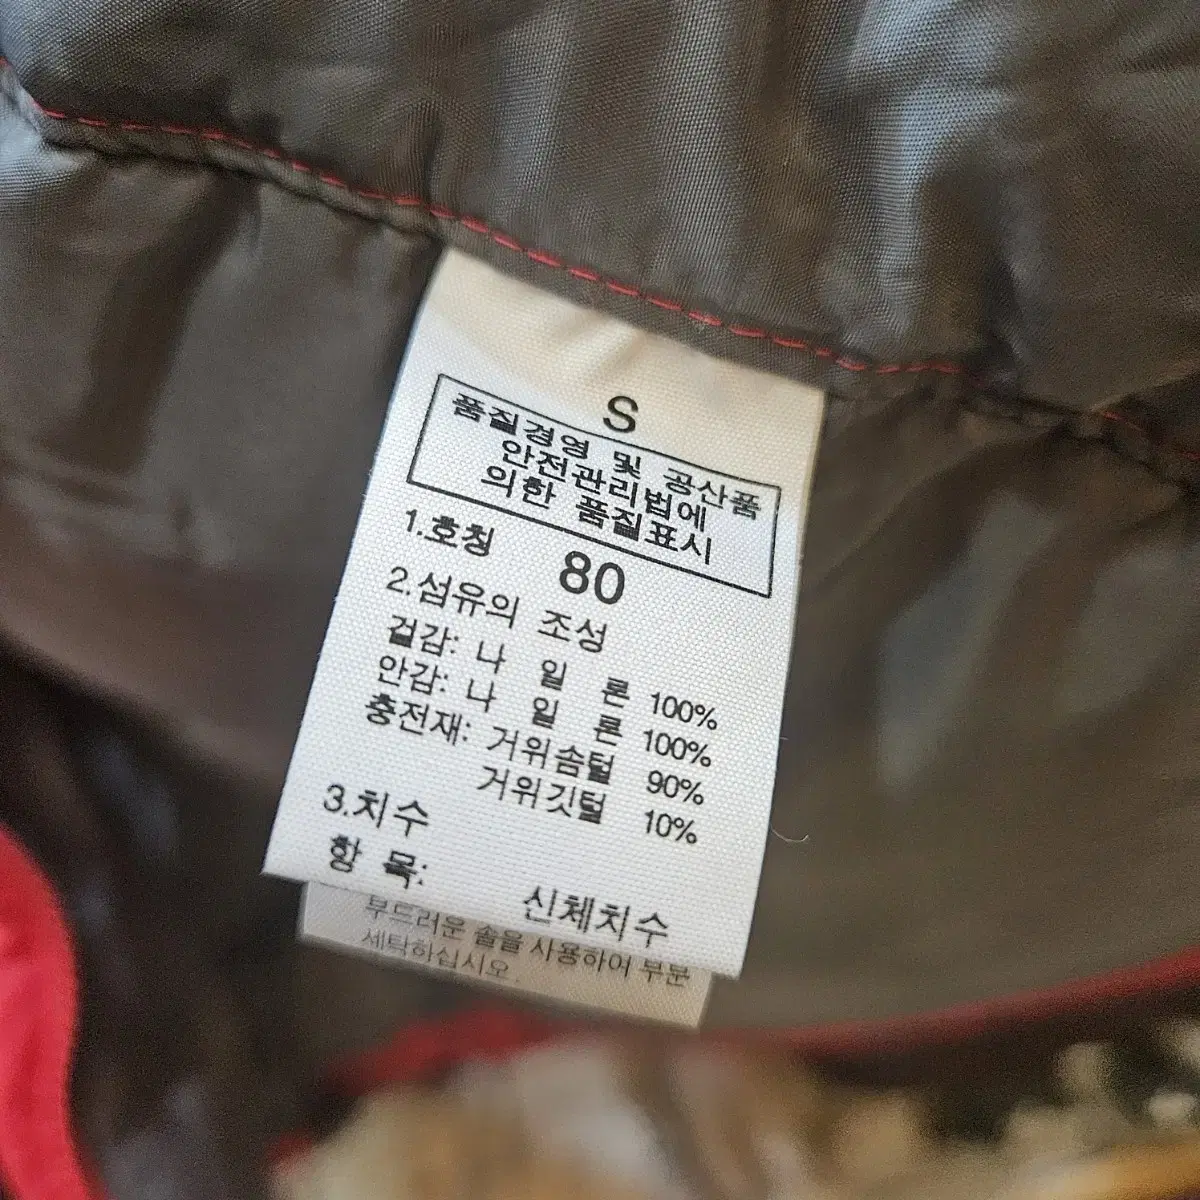 S
품질경영 및 공산품
안전관리법에
의한 품질표시
1.호칭 80
2.섬유의 조성
겉감: 나 일 론 100%
안감: 나 일 론 100%
충전재: 거위솜털 90%
거위깃털 10%
3.치수
항 목: 신체치수
부드러운 솔을 사용하여 부분
세탁하십시오.